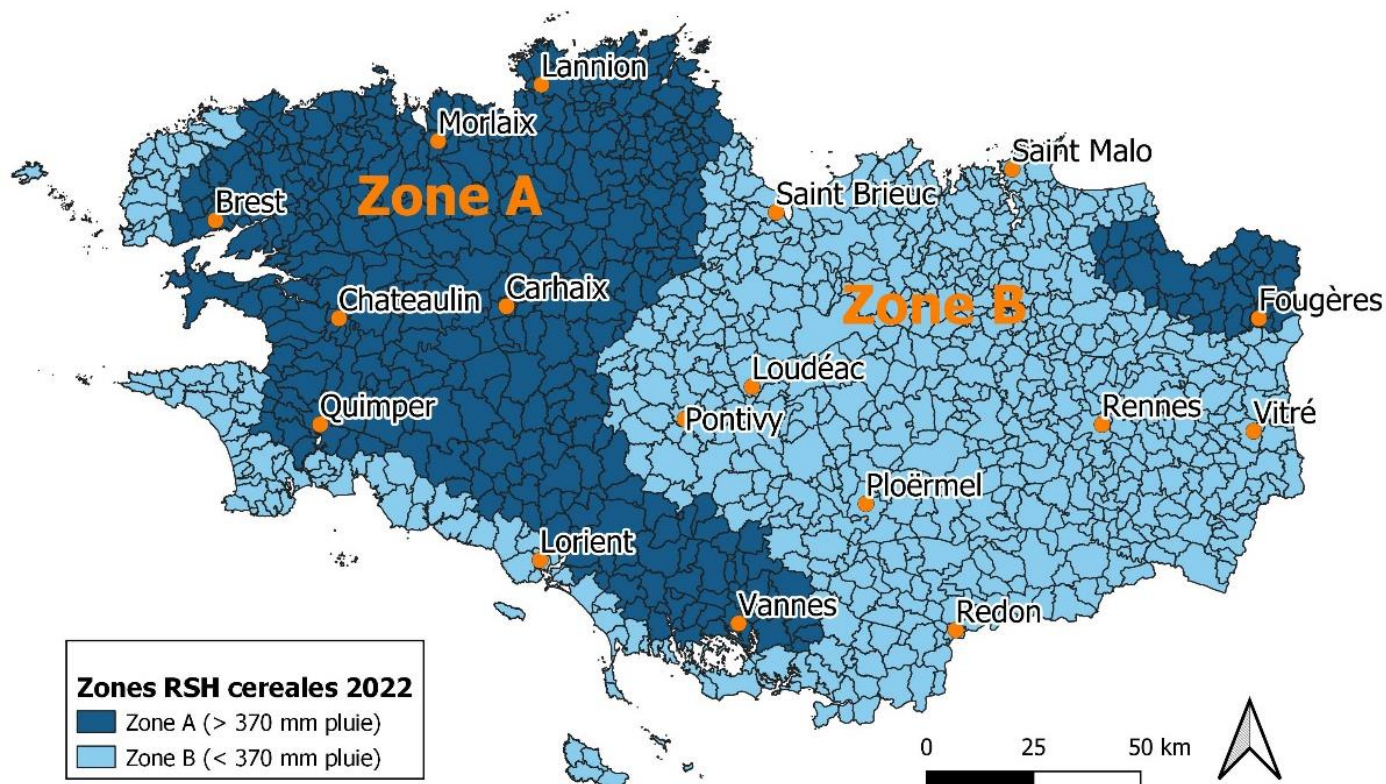 Lannion
Morlaix
Saint Malo
Zone A
Brest
Saint Brieuc
Chateaulin
Carhaix
Zone B
Fougères
Loudéac
Quimper
Pontivy
Rennes
Vitré
Ploërmel
Lorient
Vannes
Redon
Zones RSH cereales 2022
Zone A (> 370 mm pluie)
Zone B (< 370 mm pluie)
0 25 50 km